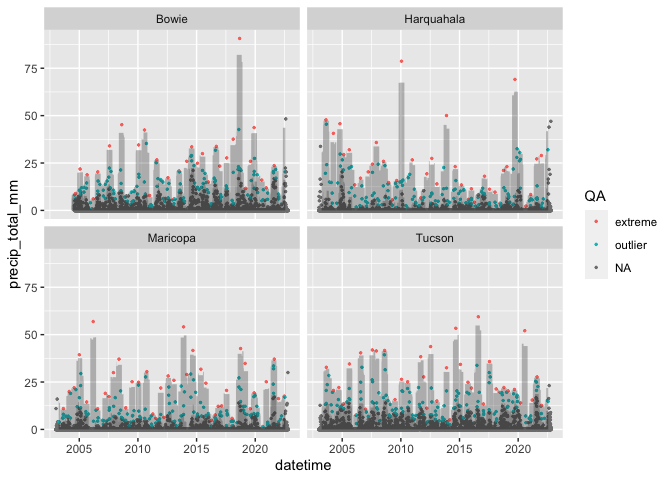 Bowie
Harquahala
75
50
25
0
precip_total_mm
Maricopa
Tucson
75
50
25
0
2005
2010
2015
2020
2005
2010
2015
2020
datetime
QA
extreme
outlier
NA